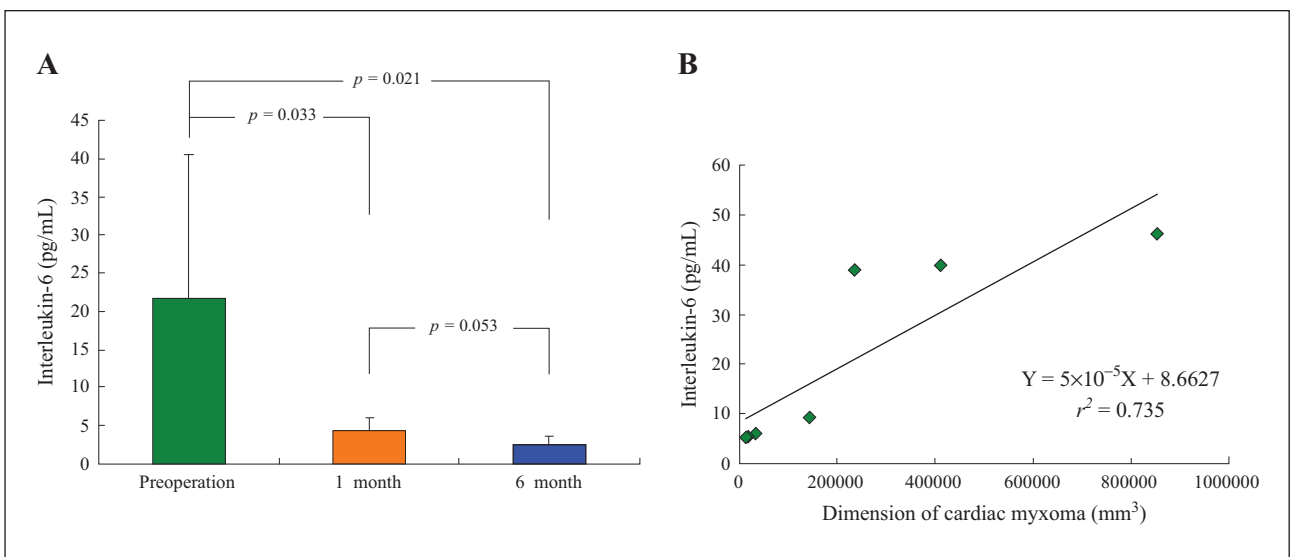 A
p = 0.021
p = 0.033
45
40
35
30
25
20
15
10
5
0
Interleukin-6 (pg/mL)
p = 0.053
Preoperation 1 month 6 month
B
60
50
40
30
20
10
0
Interleukin-6 (pg/mL)
Y = 5×10⁻⁵X + 8.6627
r² = 0.735
0 200000 400000 600000 800000 1000000
Dimension of cardiac myxoma (mm³)